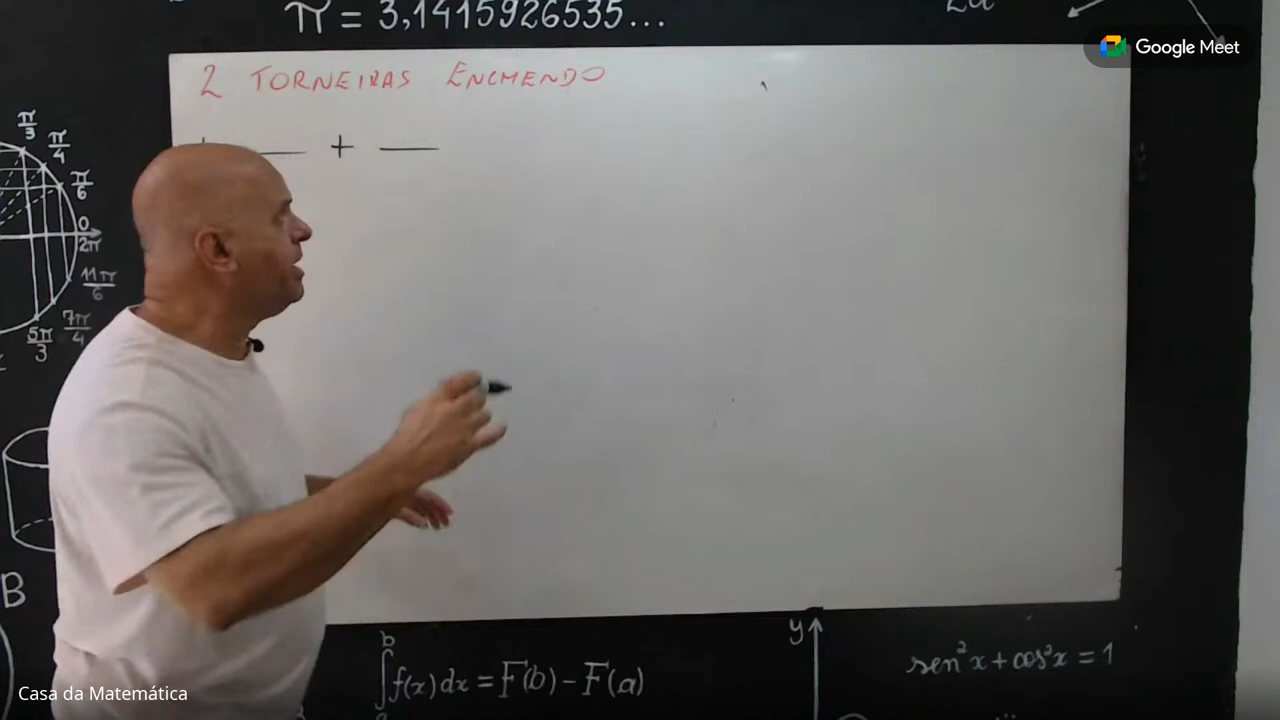 π = 3,1415926535...
2a
Google Meet
2 TORNEIRAS ENCHENDO
+ — + —
π/3
π/4
π/6
0
2π
11π/6
7π/4
5π/3
B
y
b
∫ f(x) dx = F(b) - F(a)
a
sen²x + cos²x = 1
Casa da Matemática